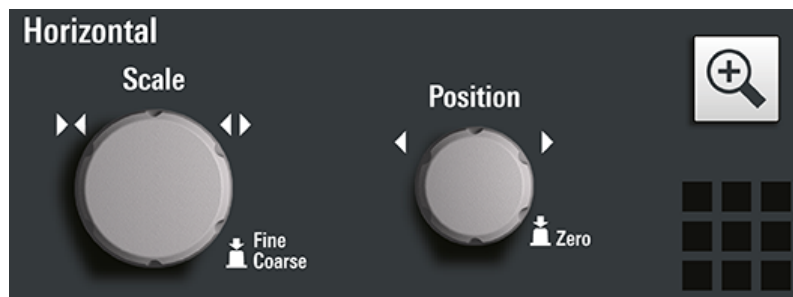 Horizontal
Scale
Position
Fine
Coarse
Zero